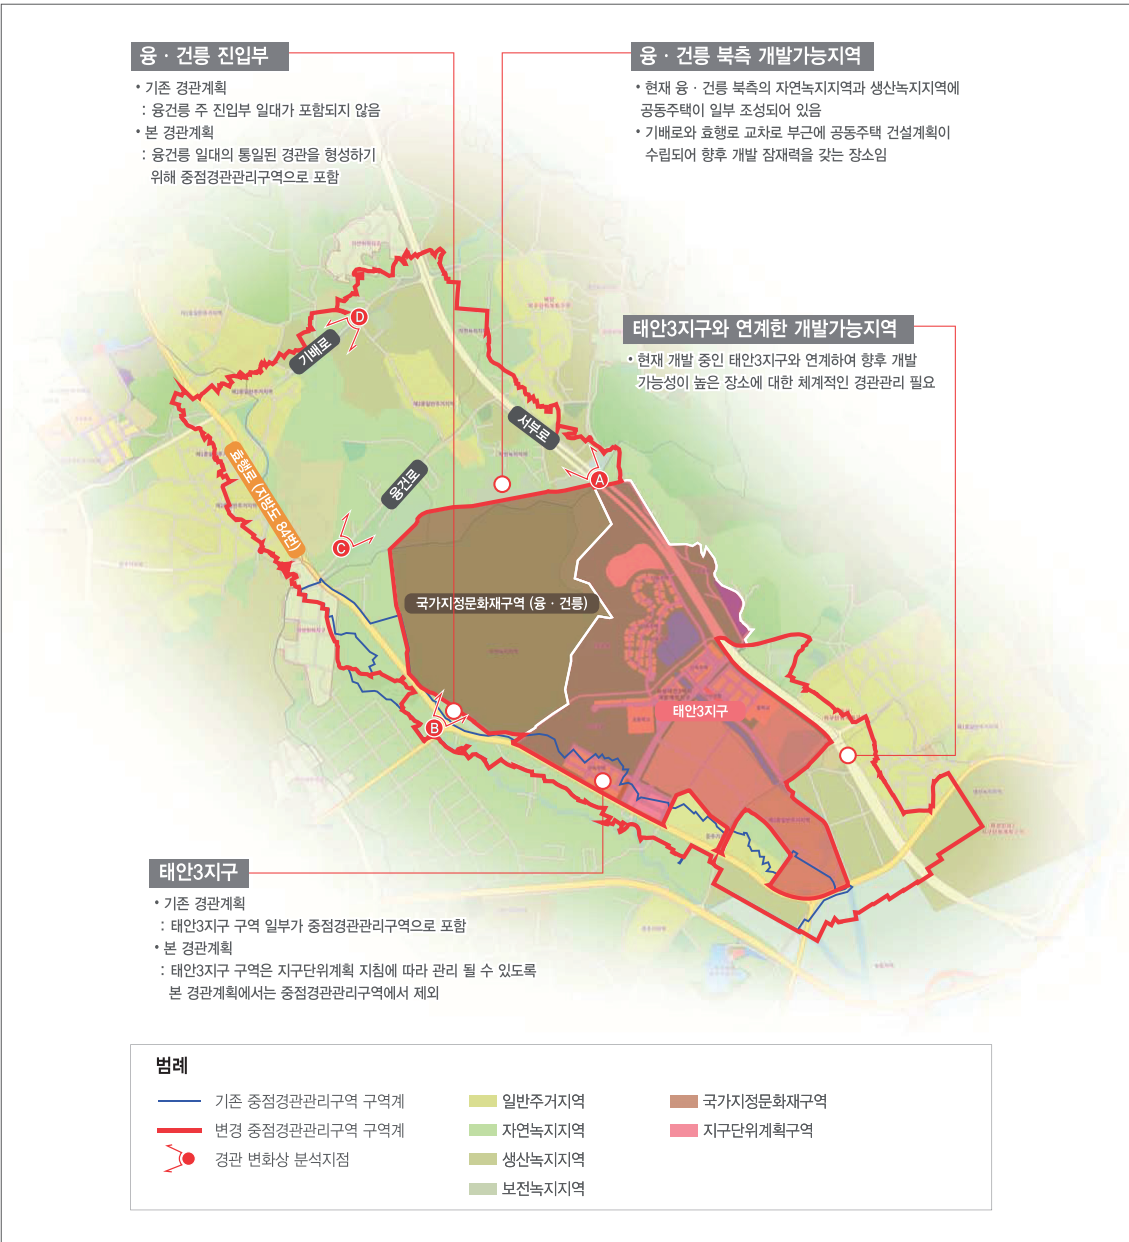 융 · 건릉 진입부
• 기존 경관계획
: 융건릉 주 진입부 일대가 포함되지 않음
• 본 경관계획
: 융건릉 일대의 통일된 경관을 형성하기
위해 중점경관관리구역으로 포함
융 · 건릉 북측 개발가능지역
• 현재 융 · 건릉 북측의 자연녹지지역과 생산녹지지역에
공동주택이 일부 조성되어 있음
• 기배로와 효행로 교차로 부근에 공동주택 건설계획이
수립되어 향후 개발 잠재력을 갖는 장소임
태안3지구와 연계한 개발가능지역
• 현재 개발 중인 태안3지구와 연계하여 향후 개발
가능성이 높은 장소에 대한 체계적인 경관관리 필요
D
기배로
서부로
효행로 (지방도 84번)
융건로
A
C
국가지정문화재구역 (융 · 건릉)
태안3지구
B
태안3지구
• 기존 경관계획
: 태안3지구 구역 일부가 중점경관관리구역으로 포함
• 본 경관계획
: 태안3지구 구역은 지구단위계획 지침에 따라 관리 될 수 있도록
본 경관계획에서는 중점경관관리구역에서 제외
범례
기존 중점경관관리구역 구역계
변경 중점경관관리구역 구역계
경관 변화상 분석지점
일반주거지역
자연녹지지역
생산녹지지역
보전녹지지역
국가지정문화재구역
지구단위계획구역